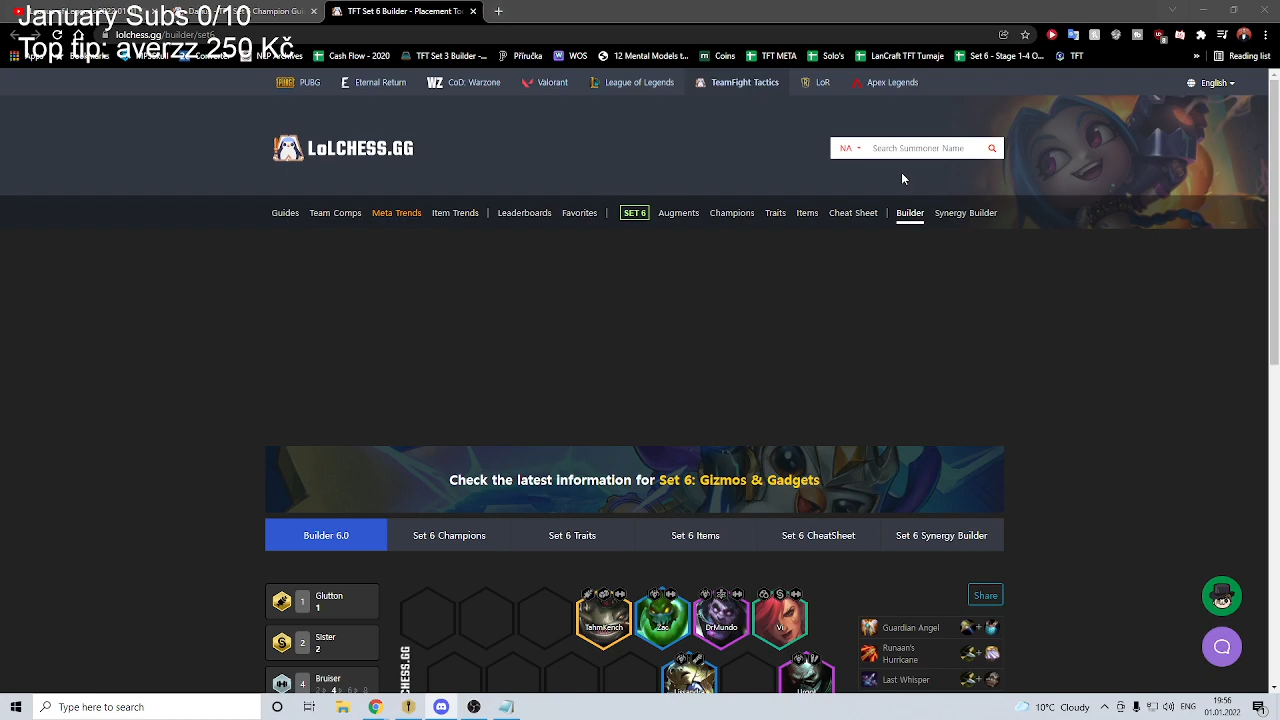 January Subs 0/10
TFT Set 6 Builder - Placement To
Top tip: averzz 250 Kč
lolchess.gg/builder/set6
Cash Flow - 2020 TFT Set 3 Builder -... Příručka WOS 12 Mental Models t... Coins TFT META Solo's LanCraft TFT Turnaje Set 6 - Stage 1-4 O... TFT » Reading list
PUBG Eternal Return WZ CoD: Warzone Valorant League of Legends TeamFight Tactics LoR Apex Legends English
LoLCHESS.GG
NA Search Summoner Name
Guides Team Comps Meta Trends Item Trends | Leaderboards Favorites | SET 6 Augments Champions Traits Items Cheat Sheet | Builder Synergy Builder
Check the latest information for Set 6: Gizmos & Gadgets
Builder 6.0 Set 6 Champions Set 6 Traits Set 6 Items Set 6 CheatSheet Set 6 Synergy Builder
1 Glutton
1
2 Sister
2
4 Bruiser
TahmKench Zac DrMundo Vi
CHESS.GG
Share
Guardian Angel +
Runaan's
Hurricane +
Last Whisper +
Type here to search
10°C Cloudy
ENG
19:56
01.01.2022
1